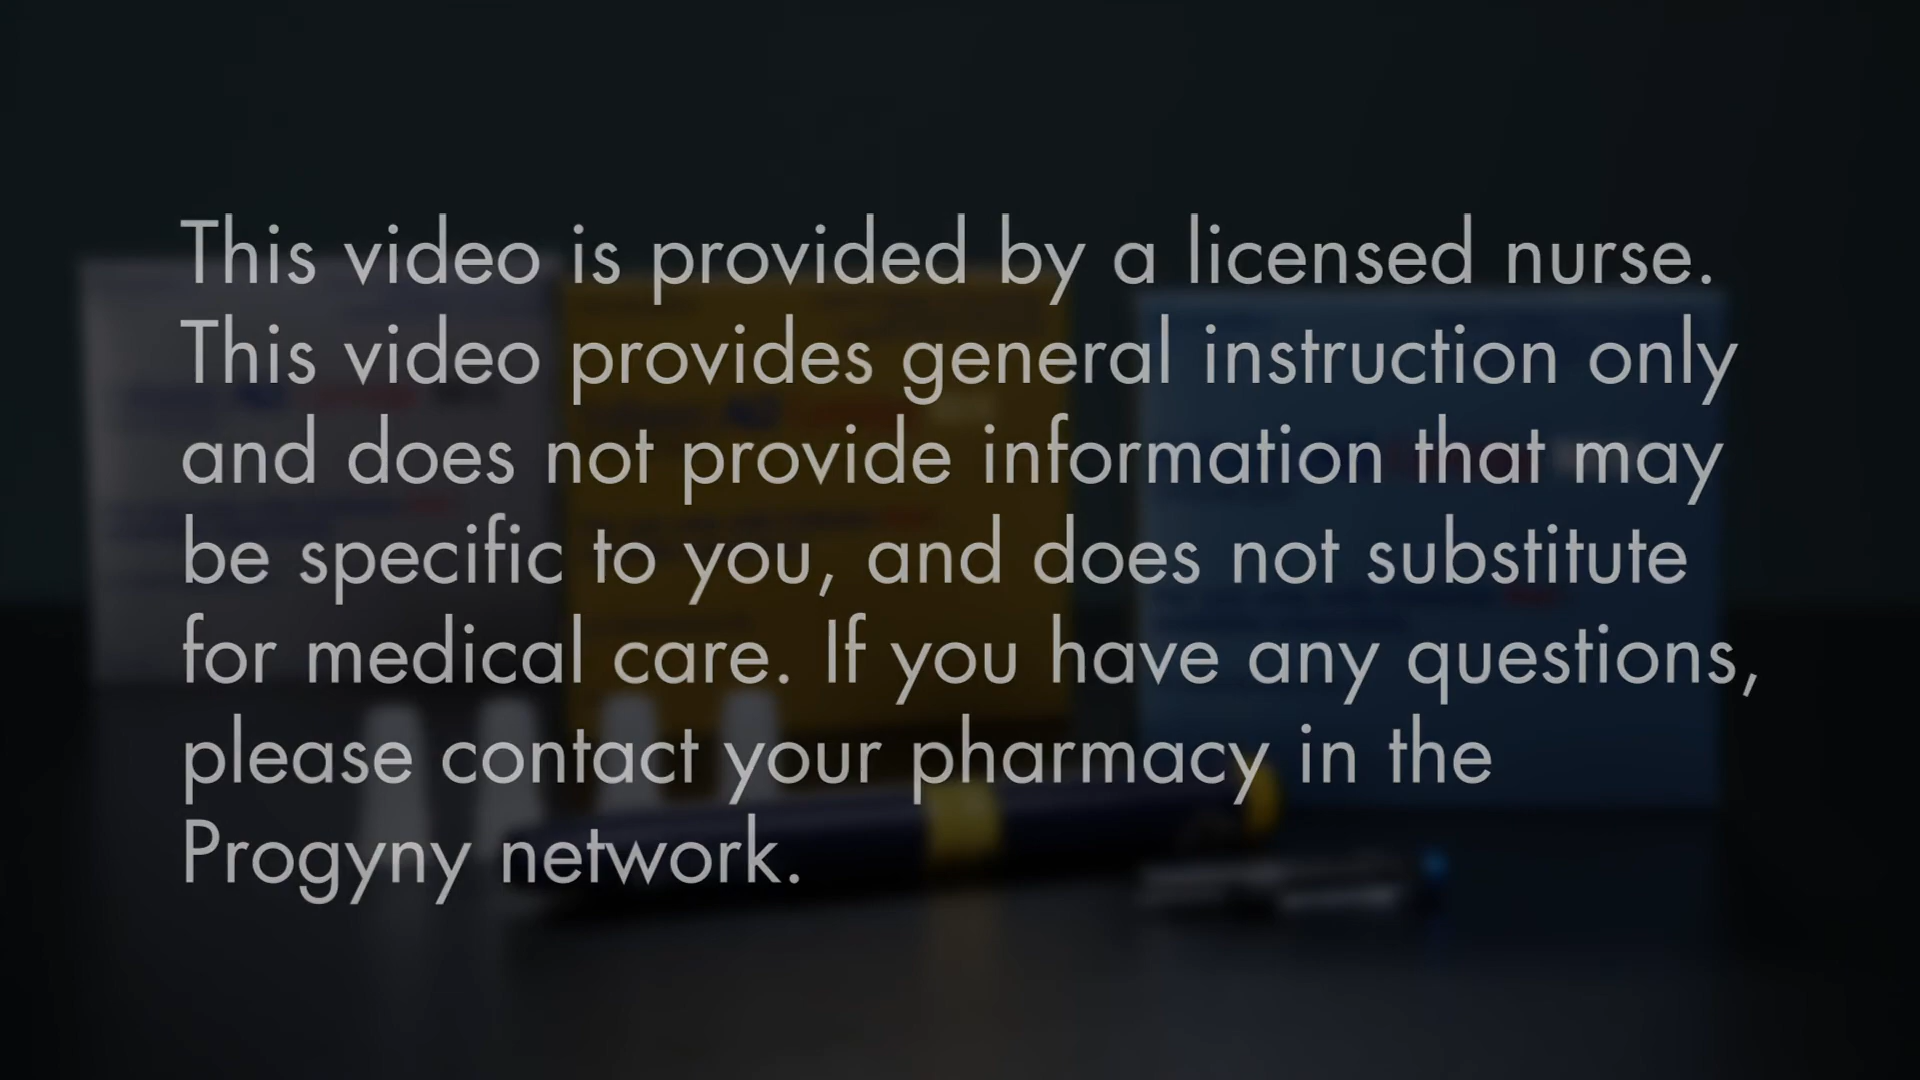 This video is provided by a licensed nurse.
This video provides general instruction only
and does not provide information that may
be specific to you, and does not substitute
for medical care. If you have any questions,
please contact your pharmacy in the
Progyny network.